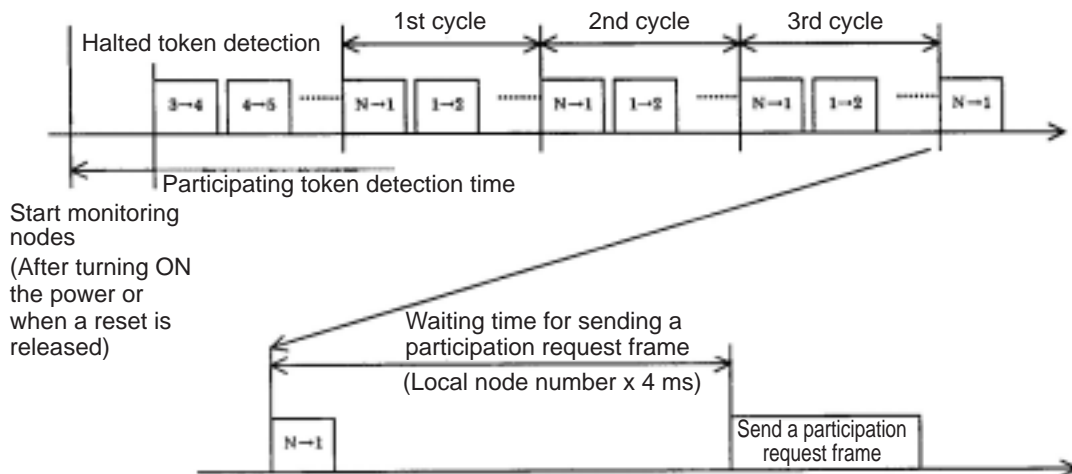 1st cycle
2nd cycle
3rd cycle
Halted token detection
3→4
4→5
N→1
1→2
N→1
1→2
N→1
1→2
N→1
Participating token detection time
Start monitoring
nodes
(After turning ON
the power or
when a reset is
released)
Waiting time for sending a
participation request frame
(Local node number x 4 ms)
N→1
Send a participation
request frame